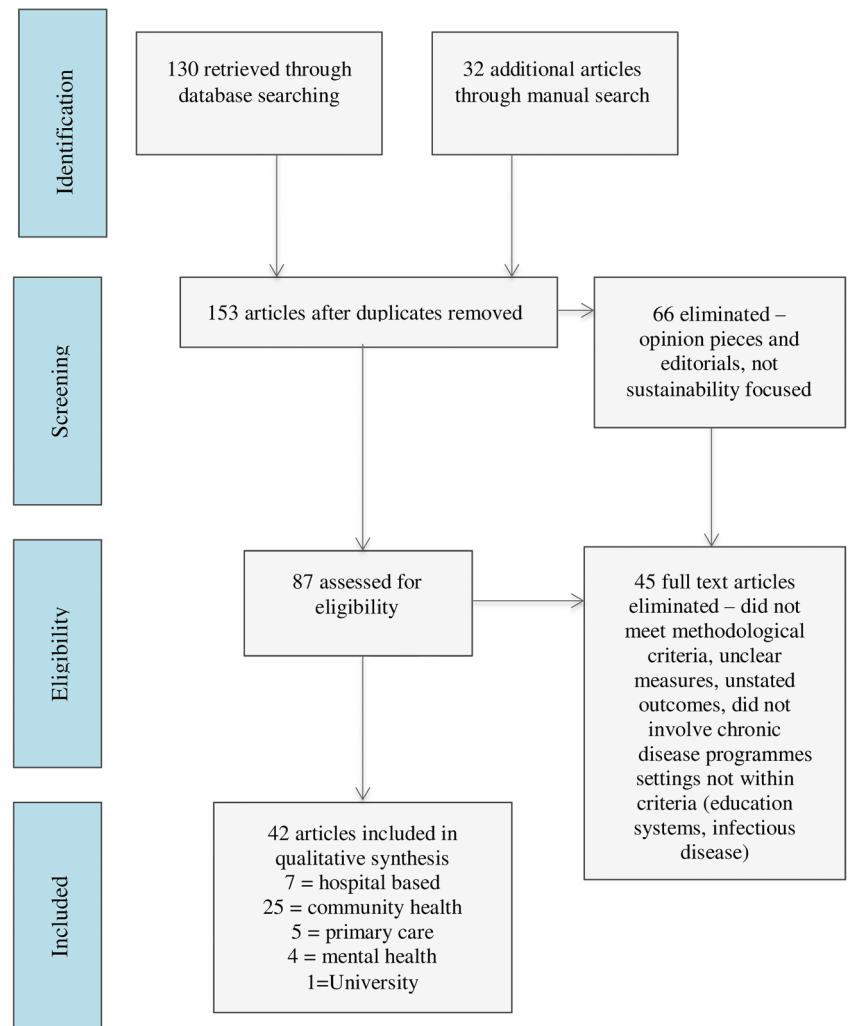 Identification
130 retrieved through
database searching
32 additional articles
through manual search
Screening
153 articles after duplicates removed
66 eliminated –
opinion pieces and
editorials, not
sustainability focused
Eligibility
87 assessed for
eligibility
45 full text articles
eliminated – did not
meet methodological
criteria, unclear
measures, unstated
outcomes, did not
involve chronic
disease programmes
settings not within
criteria (education
systems, infectious
disease)
Included
42 articles included in
qualitative synthesis
7 = hospital based
25 = community health
5 = primary care
4 = mental health
1=University